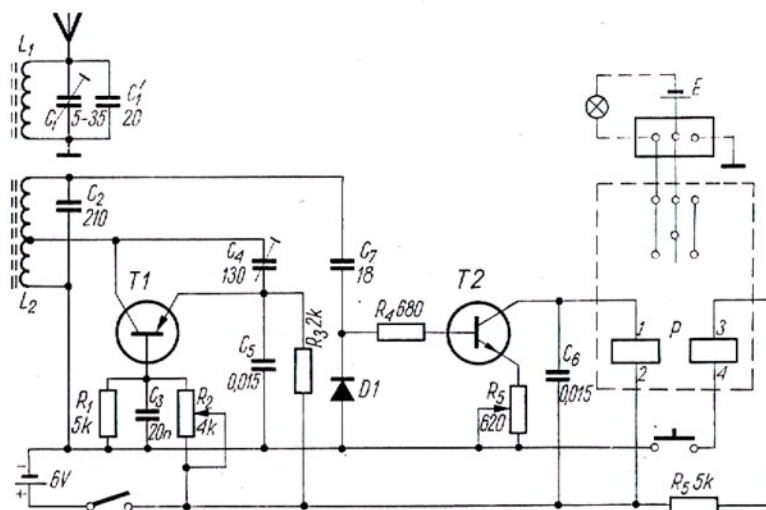 L1
C1
5-35
C'1
20
E
C2
210
L2
T1
C4
130
C7
18
T2
R4 680
R3 2k
C5
0,015
D1
R5
620
C6
0,015
1
2
P
3
4
R1
5k
C3
20n
R2
4k
-
+
6V
R5 5k